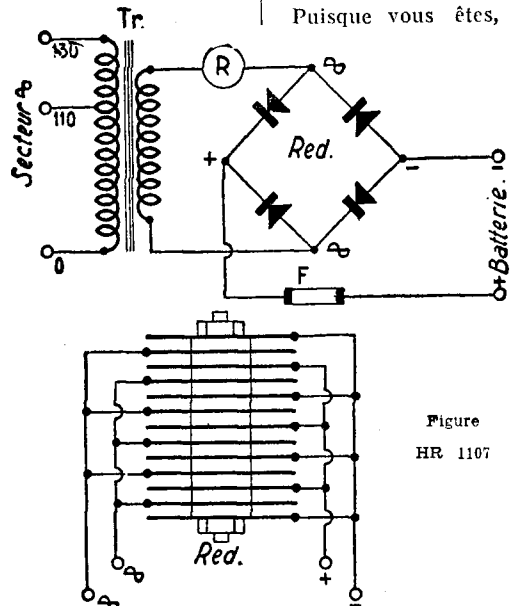 Puisque vous êtes,
Tr.
130
110
0
Secteur
R
Red.
+
-
F
Batterie.
-
+
Figure
HR 1107
Red.
+
-